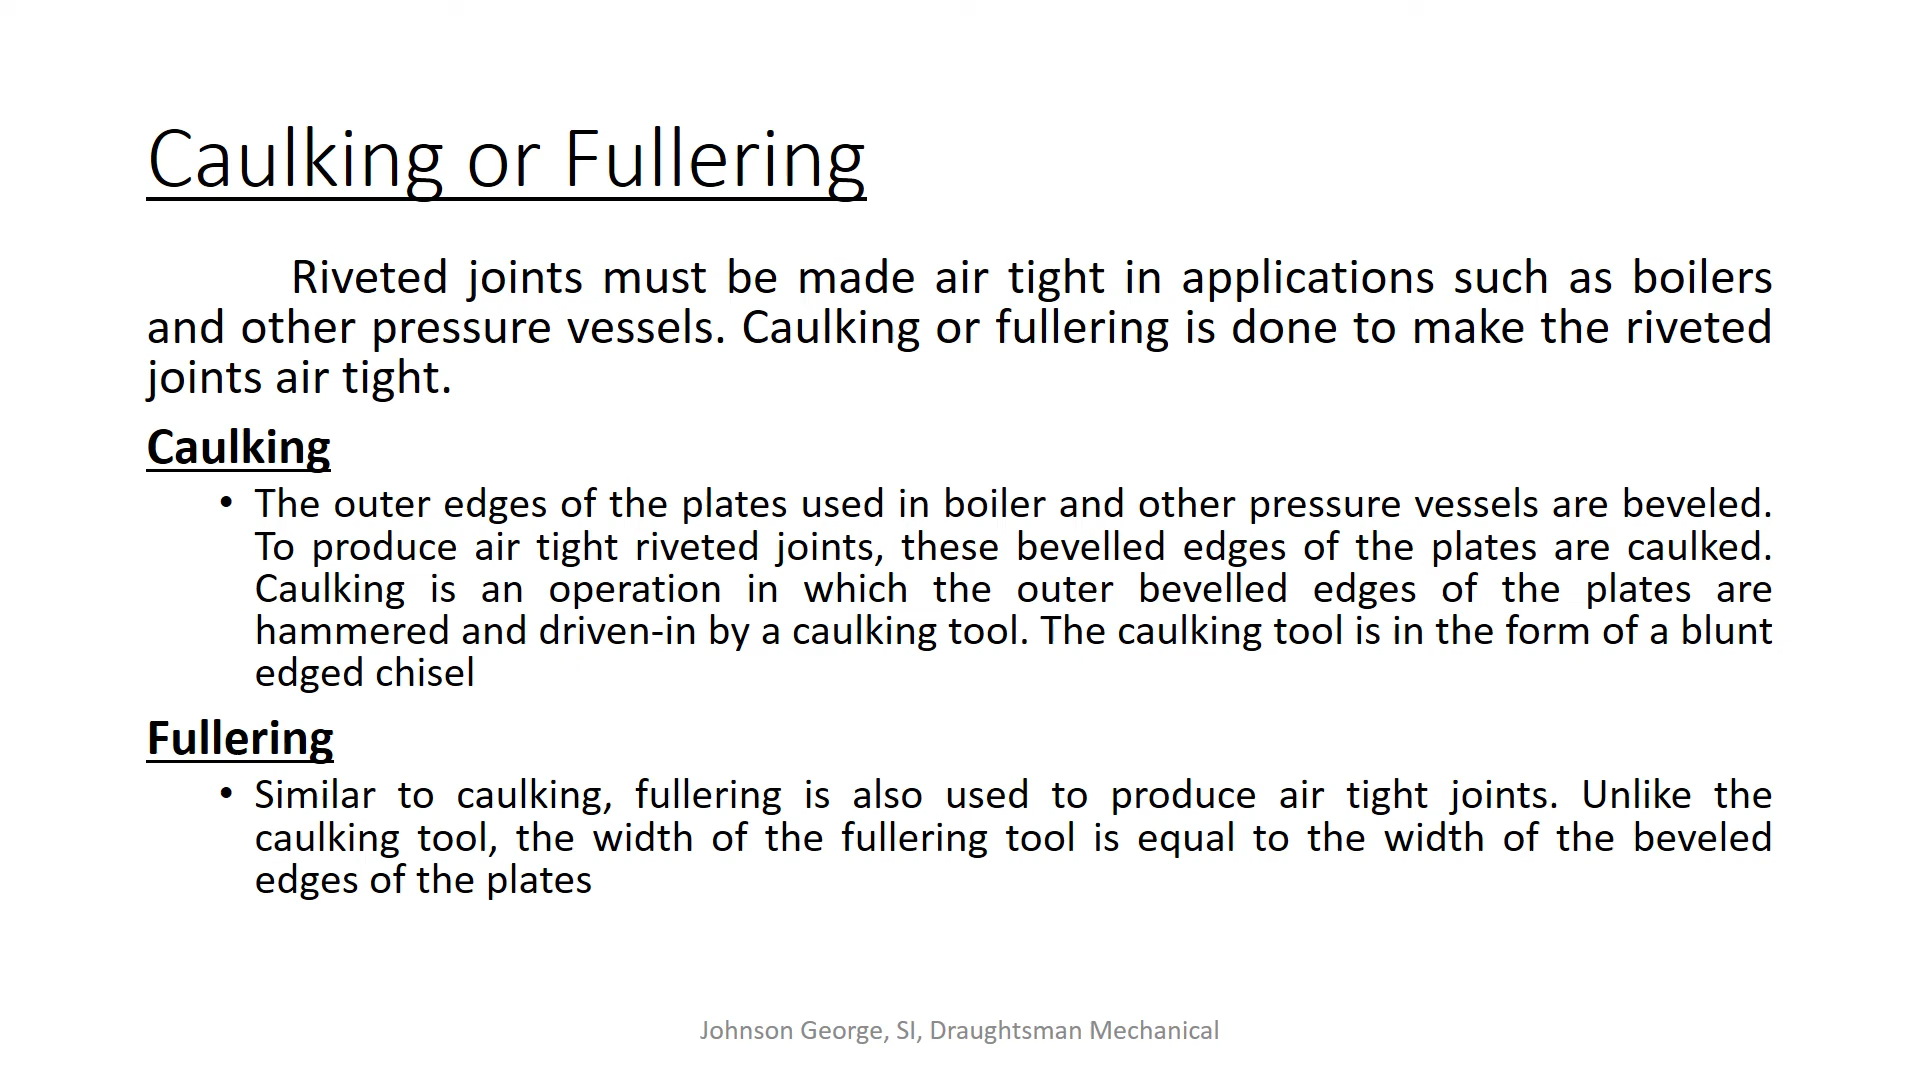 Caulking or Fullering
Riveted joints must be made air tight in applications such as boilers
and other pressure vessels. Caulking or fullering is done to make the riveted
joints air tight.
Caulking
• The outer edges of the plates used in boiler and other pressure vessels are beveled.
To produce air tight riveted joints, these bevelled edges of the plates are caulked.
Caulking is an operation in which the outer bevelled edges of the plates are
hammered and driven-in by a caulking tool. The caulking tool is in the form of a blunt
edged chisel
Fullering
• Similar to caulking, fullering is also used to produce air tight joints. Unlike the
caulking tool, the width of the fullering tool is equal to the width of the beveled
edges of the plates
Johnson George, SI, Draughtsman Mechanical